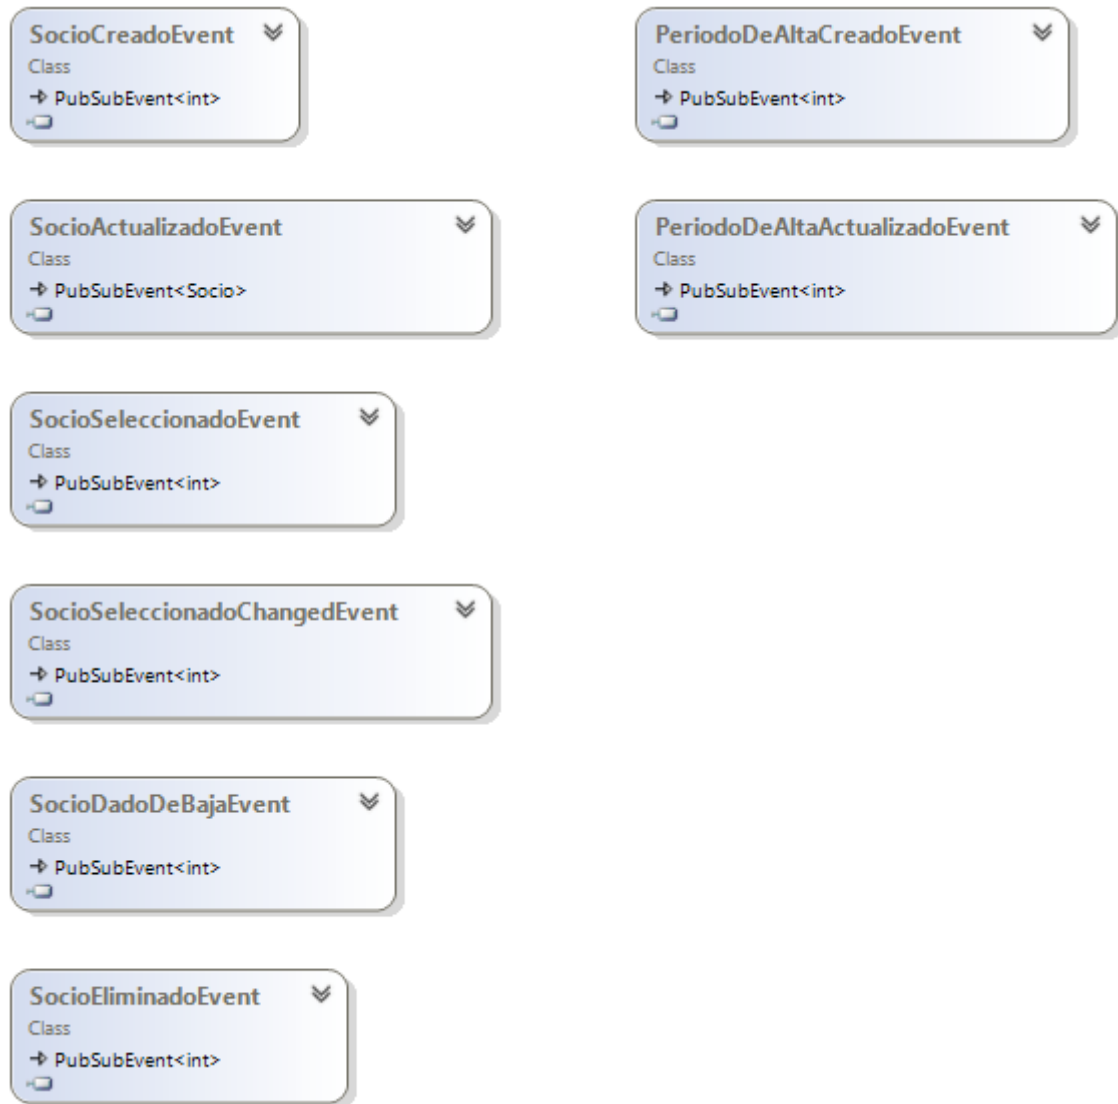 SocioCreadoEvent
Class
PubSubEvent<int>
PeriodoDeAltaCreadoEvent
Class
PubSubEvent<int>
SocioActualizadoEvent
Class
PubSubEvent<Socio>
PeriodoDeAltaActualizadoEvent
Class
PubSubEvent<int>
SocioSeleccionadoEvent
Class
PubSubEvent<int>
SocioSeleccionadoChangedEvent
Class
PubSubEvent<int>
SocioDadoDeBajaEvent
Class
PubSubEvent<int>
SocioEliminadoEvent
Class
PubSubEvent<int>